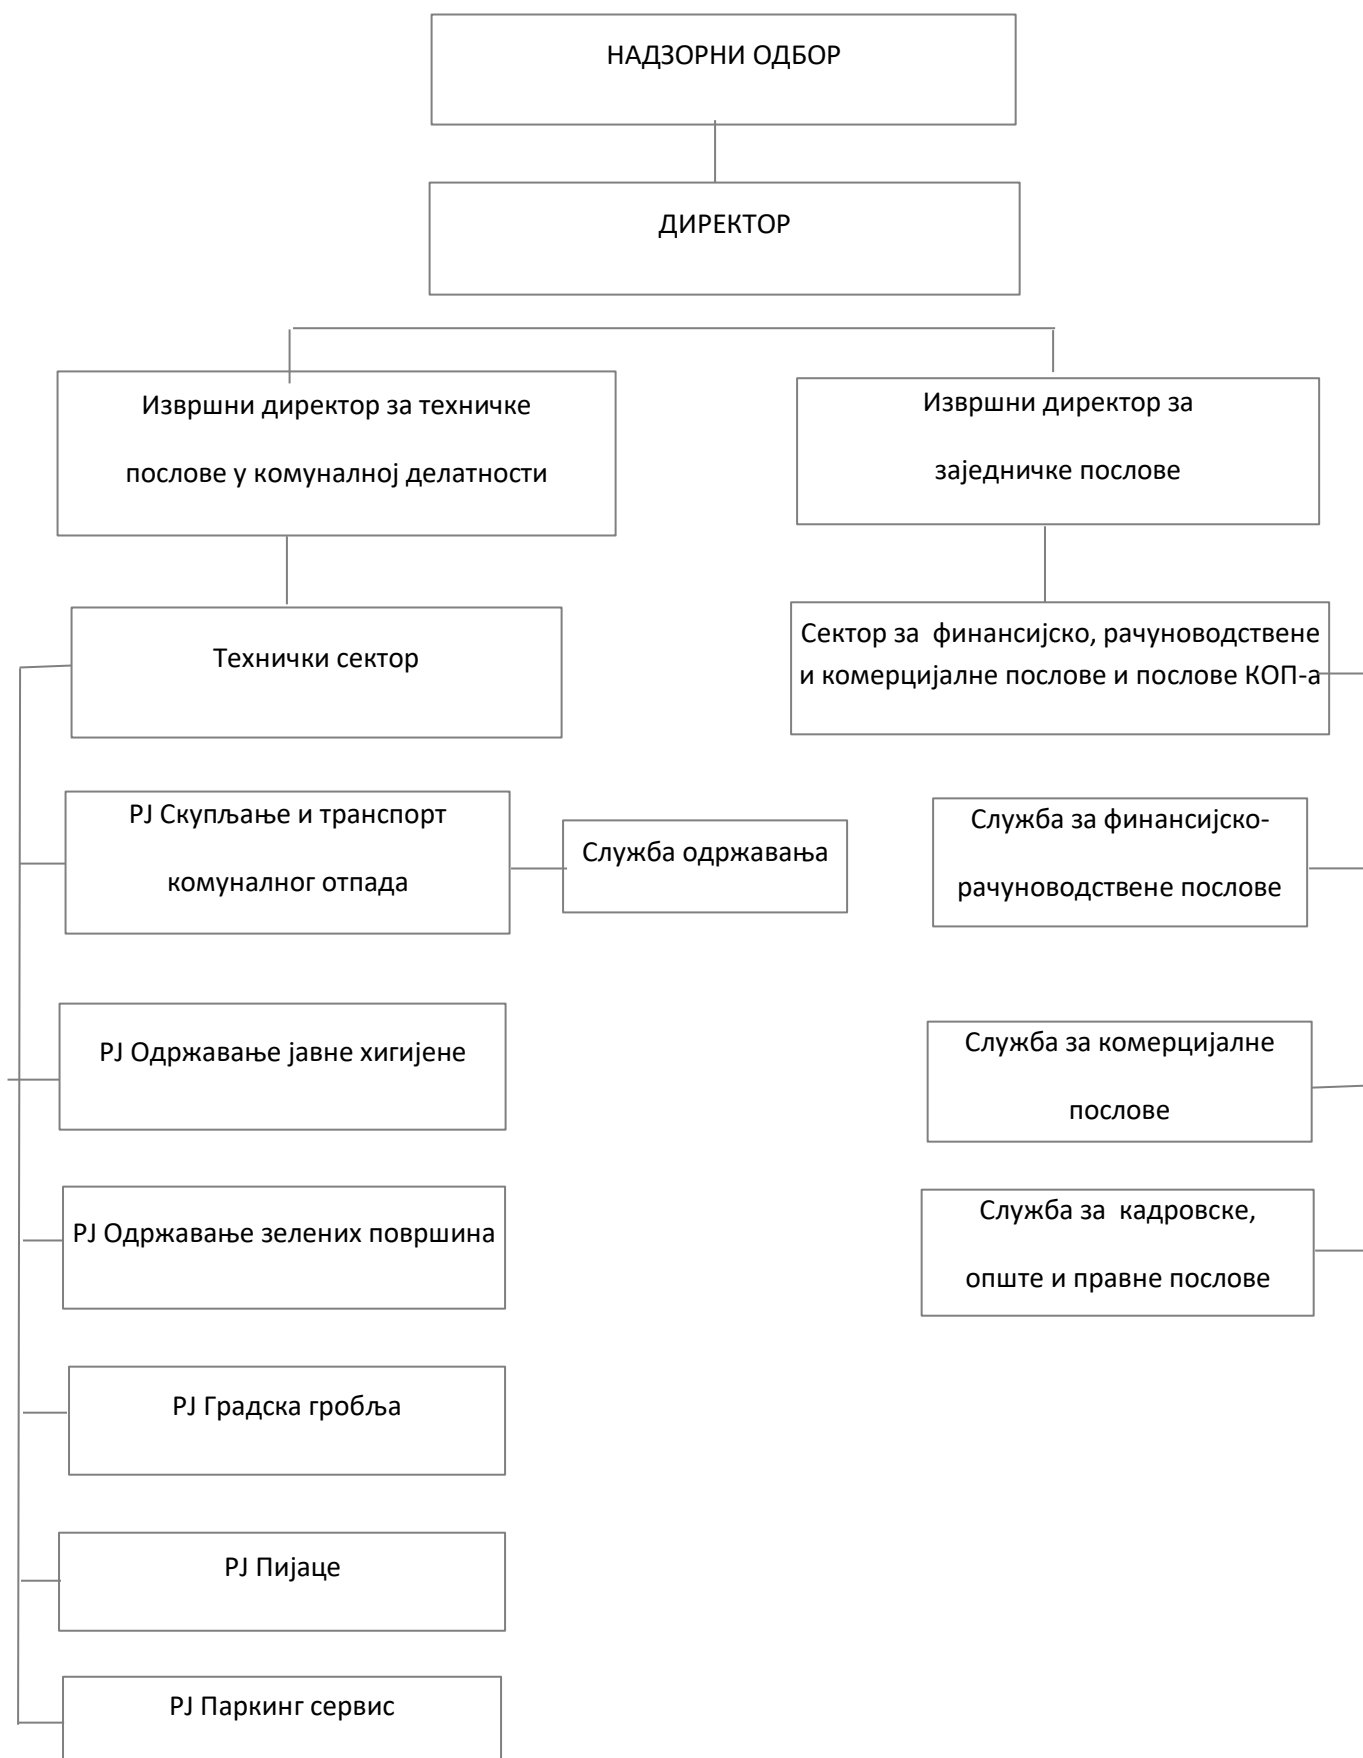 НАДЗОРНИ ОДБОР
ДИРЕКТОР
Извршни директор за техничке
послове у комуналној делатности
Извршни директор за
заједничке послове
Технички сектор
Сектор за  финансијско, рачуноводствене
и комерцијалне послове и послове КОП-а
РЈ Скупљање и транспорт
комуналног отпада
Служба одржавања
Служба за финансијско-
рачуноводствене послове
РЈ Одржавање јавне хигијене
Служба за комерцијалне
послове
РЈ Одржавање зелених површина
Служба за  кадровске,
опште и правне послове
РЈ Градска гробља
РЈ Пијаце
РЈ Паркинг сервис